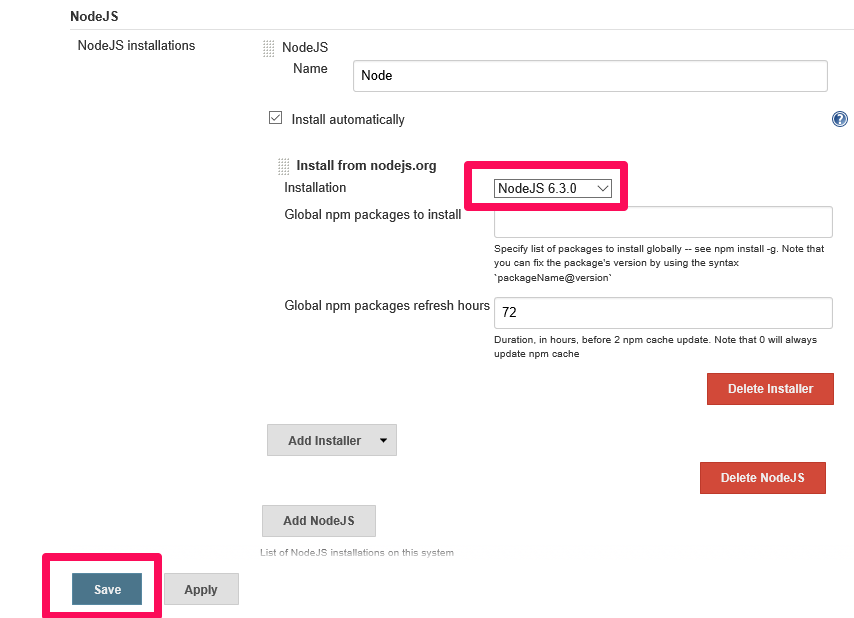 NodeJS
NodeJS installations
NodeJS
Name
Node
Install automatically
?
Install from nodejs.org
Installation
NodeJS 6.3.0
Global npm packages to install
Specify list of packages to install globally -- see npm install -g. Note that
you can fix the package's version by using the syntax
`packageName@version`
Global npm packages refresh hours
72
Duration, in hours, before 2 npm cache update. Note that 0 will always
update npm cache
Delete Installer
Add Installer
Delete NodeJS
Add NodeJS
List of NodeJS installations on this system
Save
Apply